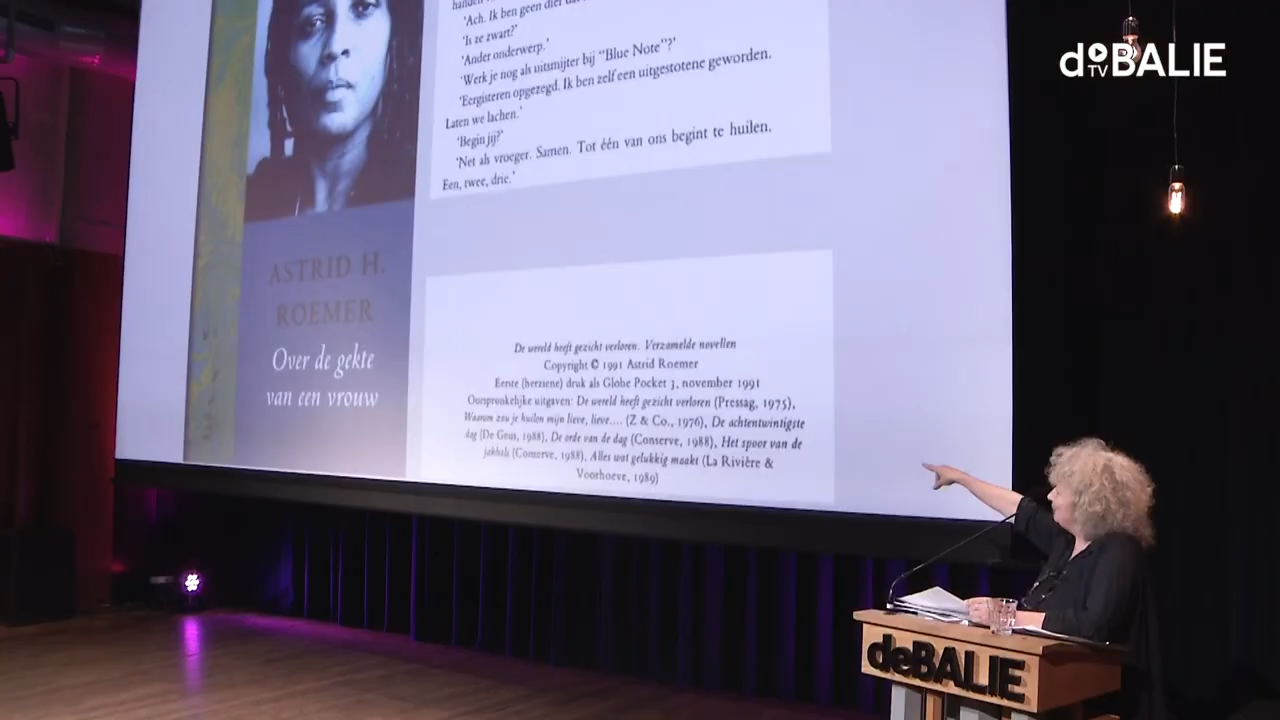 'Ach. Ik ben geen dier
'Is ze zwart?'
'Ander onderwerp.'
'Werk je nog als uitsmijter bij "Blue Note"?'
'Eergisteren opgezegd. Ik ben zelf een uitgestotene geworden.
Laten we lachen.'
'Begin jij?'
'Net als vroeger. Samen. Tot één van ons begint te huilen.
Een, twee, drie.'
ASTRID H.
ROEMER
Over de gekte
van een vrouw
De wereld heeft gezicht verloren. Verzamelde novellen
Copyright © 1991 Astrid Roemer
Eerste (herziene) druk als Globe Pocket 3, november 1991
Oorspronkelijke uitgaven: De wereld heeft gezicht verloren (Pressag, 1975),
Waarom zou je huilen mijn lieve, lieve.... (Z & Co., 1976), De achtentwintigste
dag (De Geus, 1988), De orde van de dag (Conserve, 1988), Het spoor van de
jakhals (Conserve, 1988), Alles wat gelukkig maakt (La Rivière &
Voorhoeve, 1989)
deBALIE TV
deBALIE